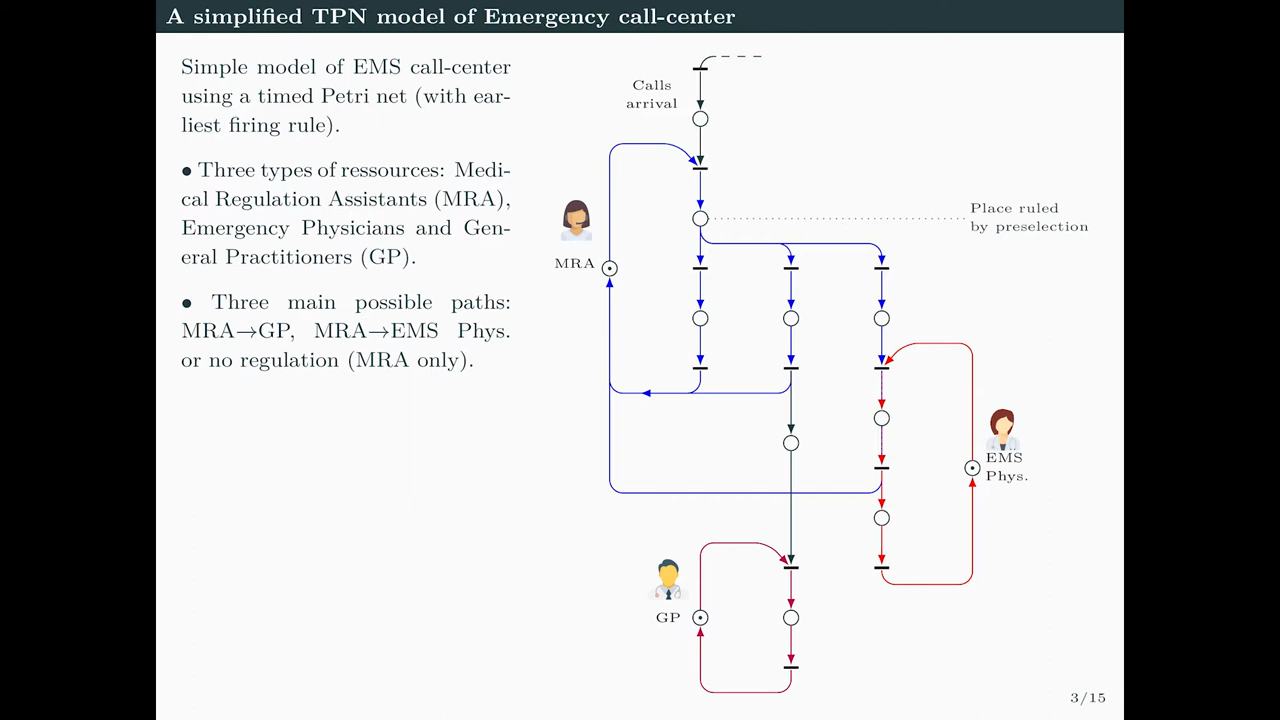 A simplified TPN model of Emergency call-center
Simple model of EMS call-center
using a timed Petri net (with ear-
liest firing rule).
• Three types of ressources: Medi-
cal Regulation Assistants (MRA),
Emergency Physicians and Gen-
eral Practitioners (GP).
• Three main possible paths:
MRA→GP, MRA→EMS Phys.
or no regulation (MRA only).
Calls
arrival
Place ruled
by preselection
MRA
EMS
Phys.
GP
3/15